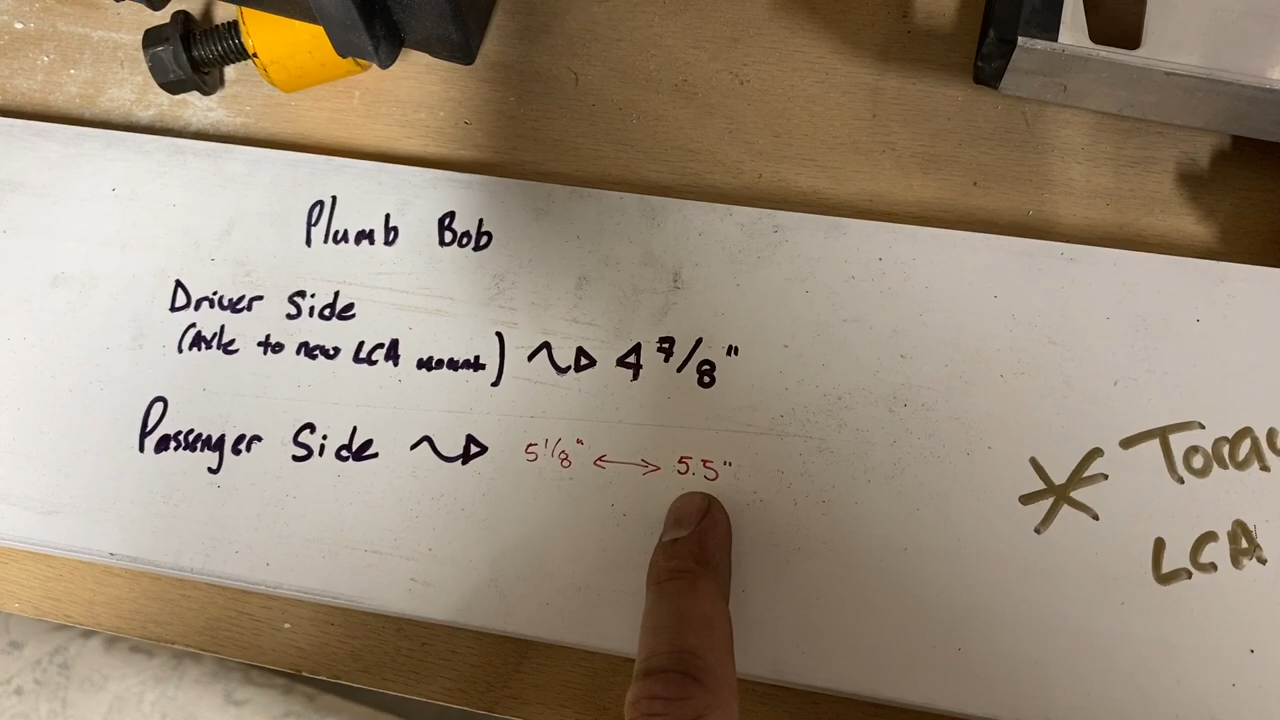 Plumb Bob
Driver Side
(Axle to new LCA mount) → 4 7/8"
Passenger Side → 5 1/8" ↔ 5.5"
* Torqu
LCA